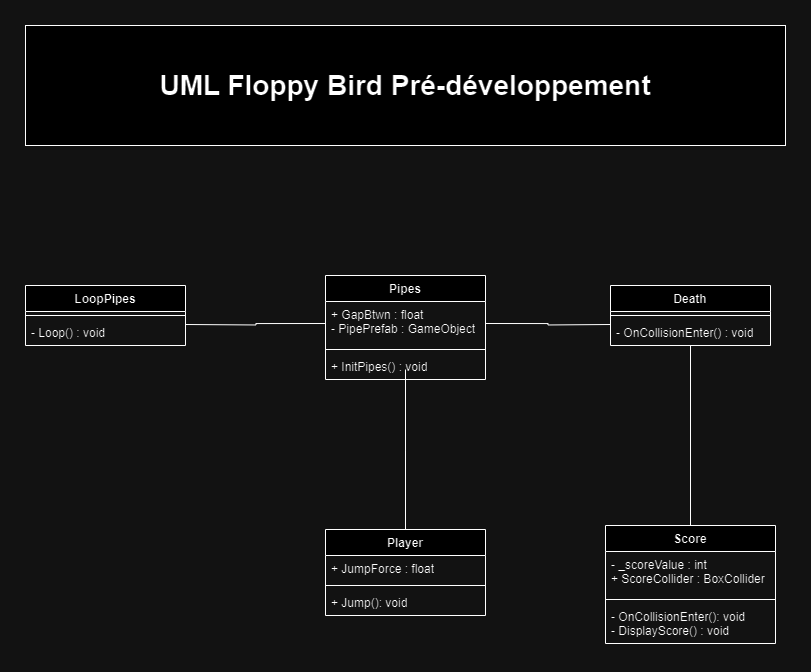 UML Floppy Bird Pré-développement
LoopPipes
- Loop() : void
Pipes
+ GapBtwn : float
- PipePrefab : GameObject
+ InitPipes() : void
Death
- OnCollisionEnter() : void
Player
+ JumpForce : float
+ Jump(): void
Score
- _scoreValue : int
+ ScoreCollider : BoxCollider
- OnCollisionEnter(): void
- DisplayScore() : void